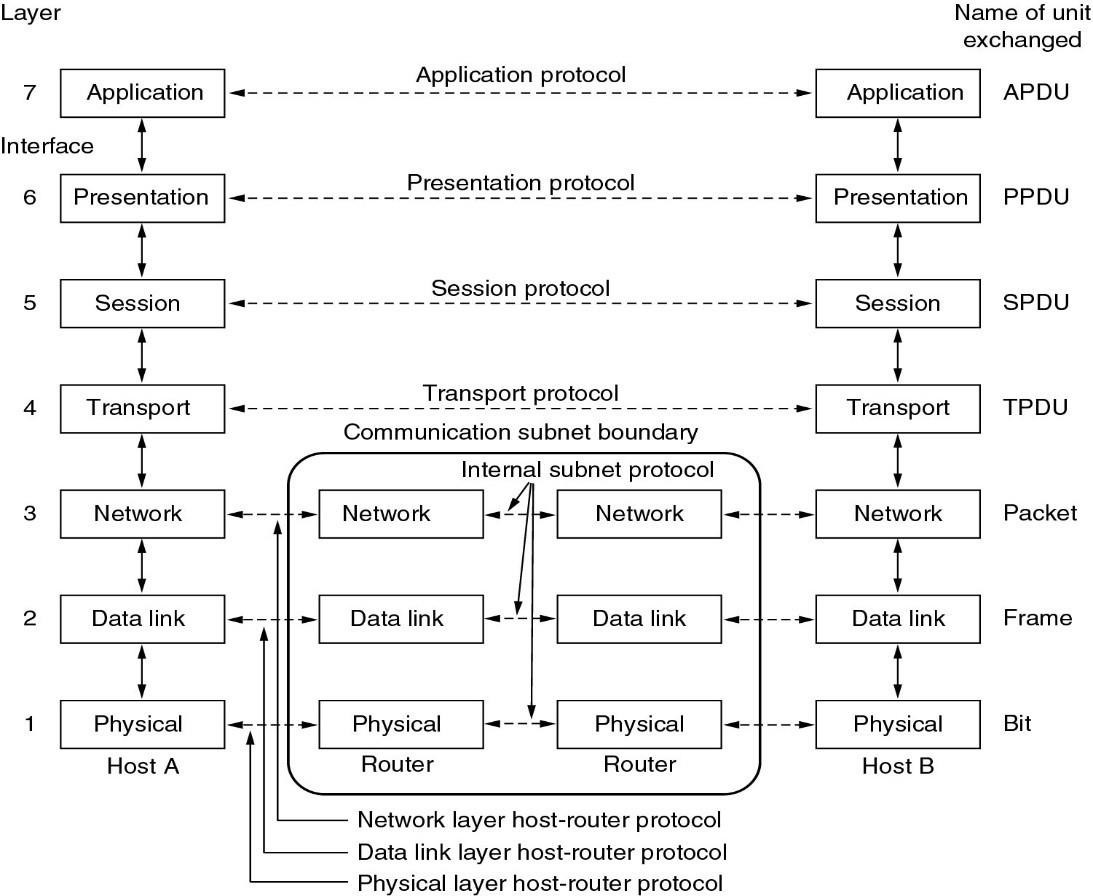 Layer
Name of unit
exchanged
Application protocol
7 Application Application APDU
Interface
Presentation protocol
6 Presentation Presentation PPDU
Session protocol
5 Session Session SPDU
Transport protocol
4 Transport Transport TPDU
Communication subnet boundary
Internal subnet protocol
3 Network Network Network Network Packet
2 Data link Data link Data link Data link Frame
1 Physical Physical Physical Physical Bit
Host A Router Router Host B
Network layer host-router protocol
Data link layer host-router protocol
Physical layer host-router protocol